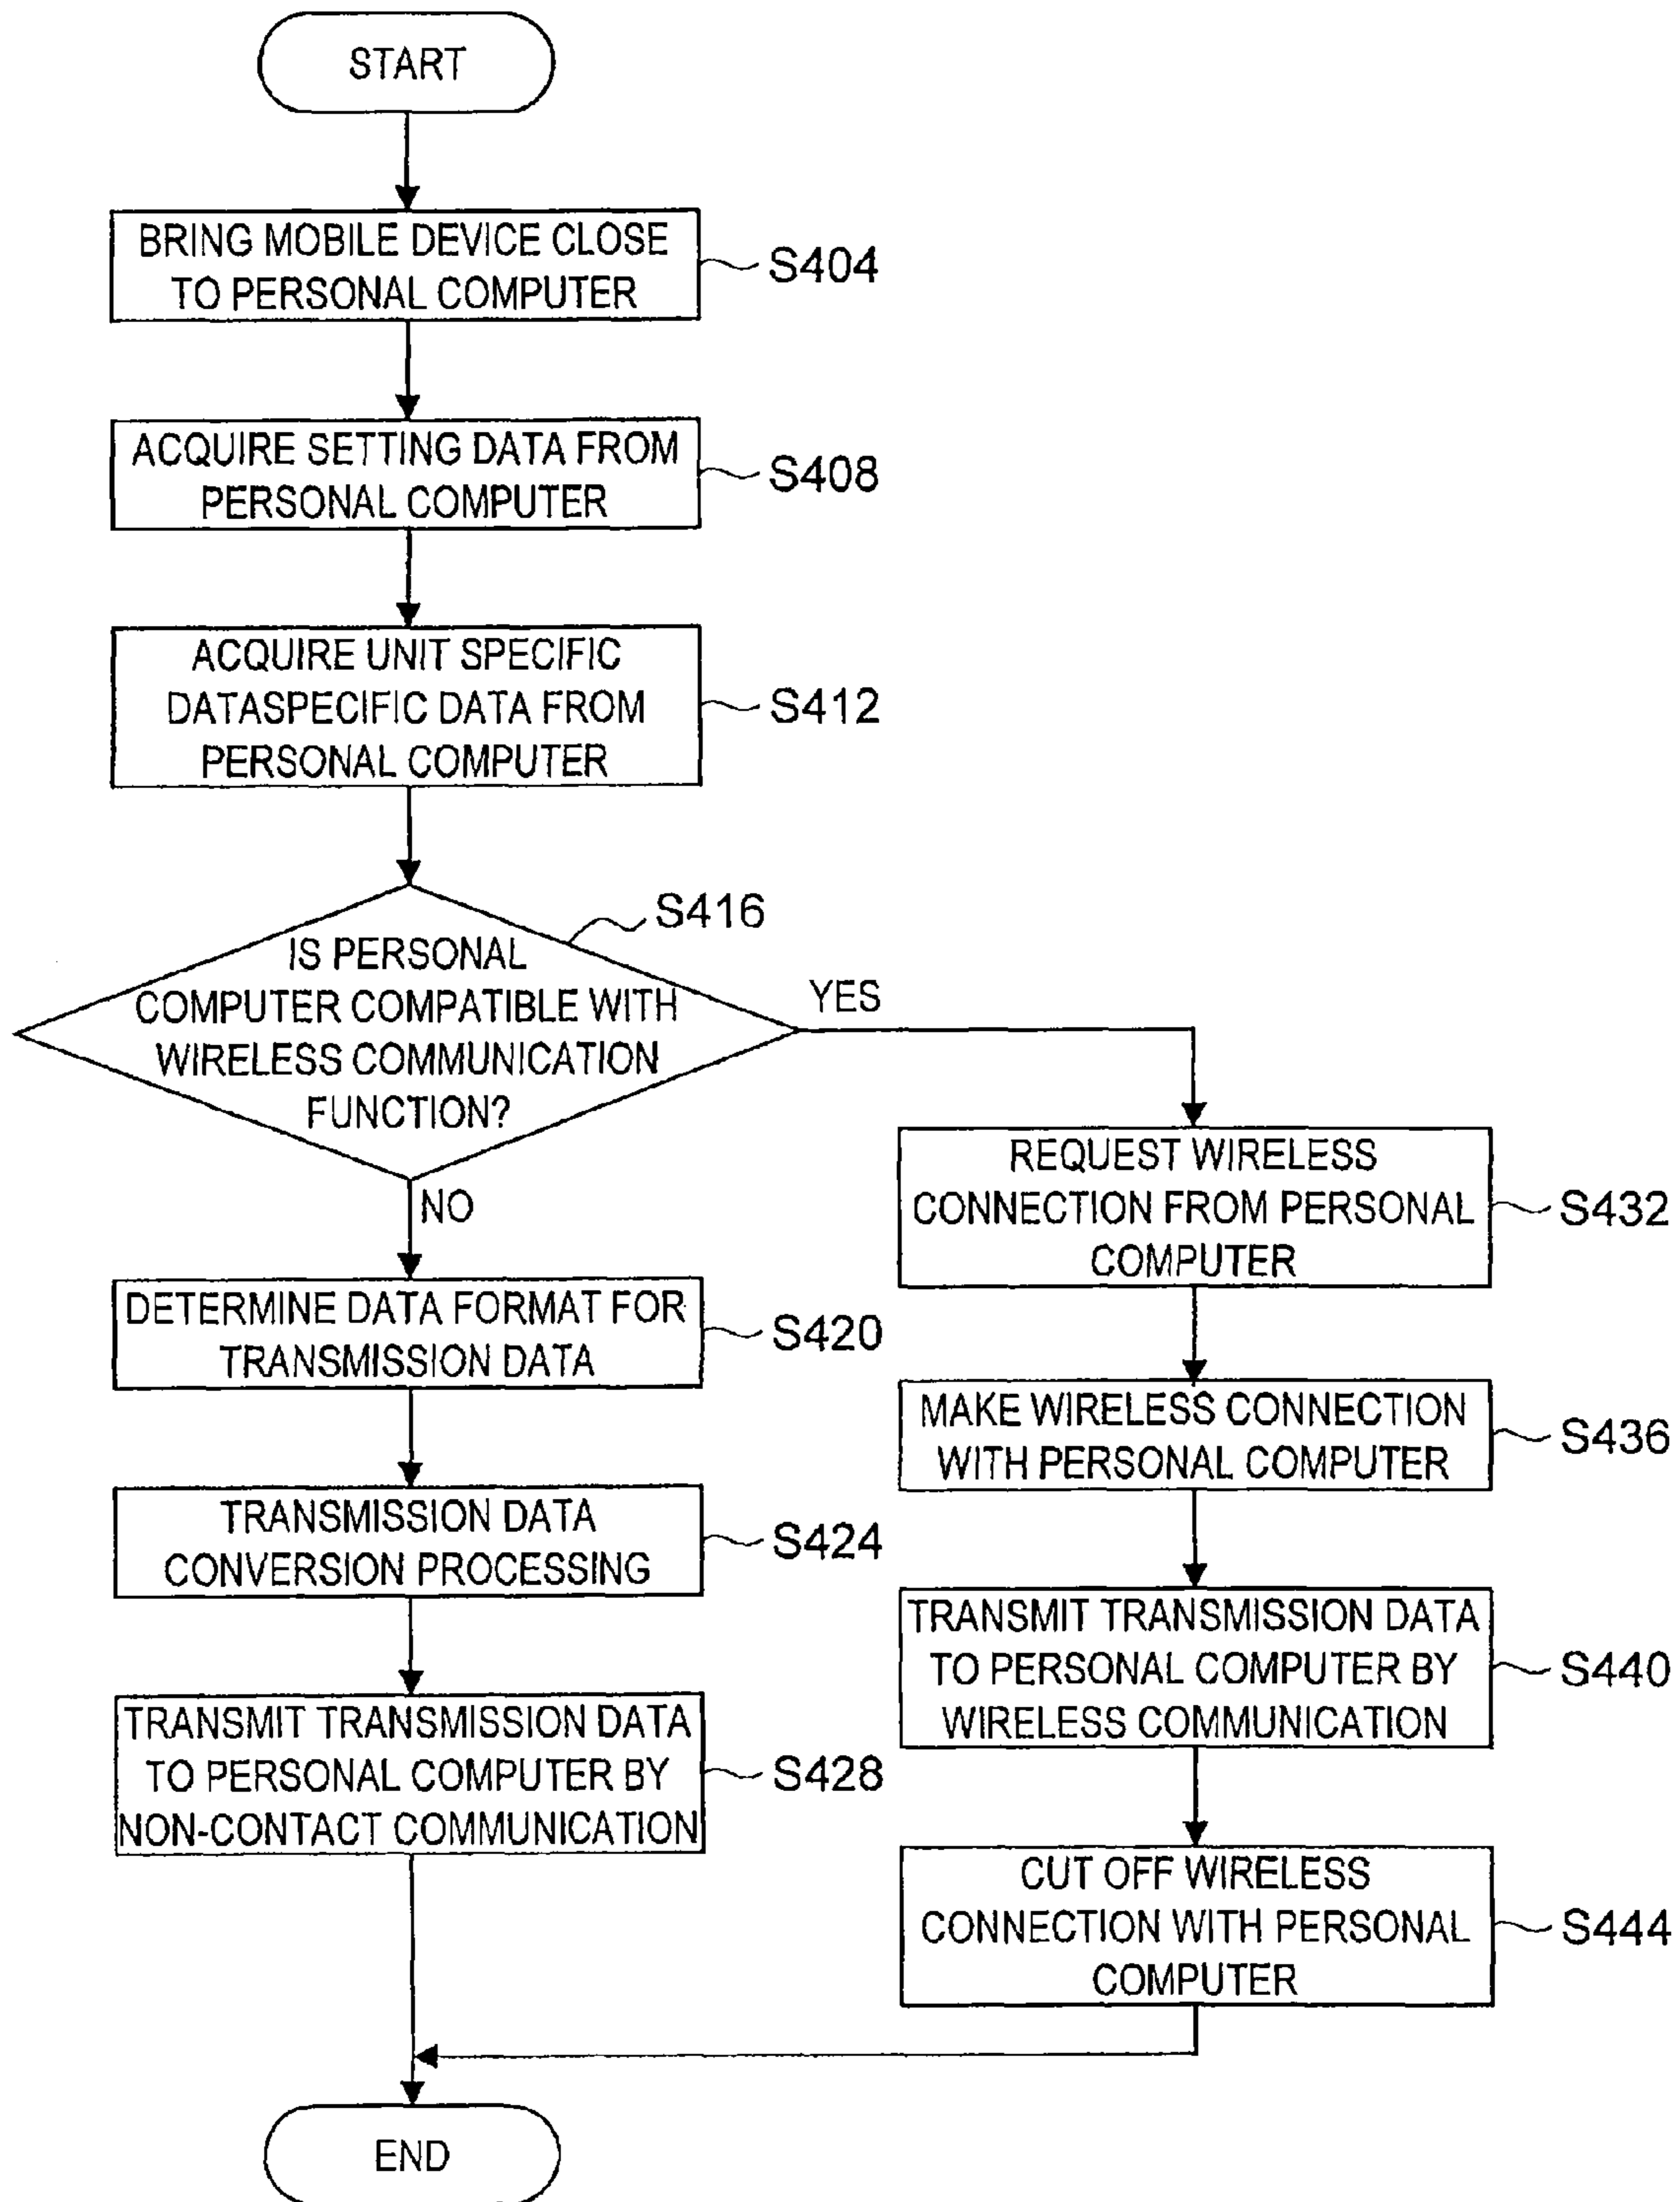 START
BRING MOBILE DEVICE CLOSE
TO PERSONAL COMPUTER
S404
ACQUIRE SETTING DATA FROM
PERSONAL COMPUTER
S408
ACQUIRE UNIT SPECIFIC
DATASPECIFIC DATA FROM
PERSONAL COMPUTER
S412
S416
IS PERSONAL
COMPUTER COMPATIBLE WITH
WIRELESS COMMUNICATION
FUNCTION?
YES
NO
DETERMINE DATA FORMAT FOR
TRANSMISSION DATA
S420
TRANSMISSION DATA
CONVERSION PROCESSING
S424
TRANSMIT TRANSMISSION DATA
TO PERSONAL COMPUTER BY
NON-CONTACT COMMUNICATION
S428
REQUEST WIRELESS
CONNECTION FROM PERSONAL
COMPUTER
S432
MAKE WIRELESS CONNECTION
WITH PERSONAL COMPUTER
S436
TRANSMIT TRANSMISSION DATA
TO PERSONAL COMPUTER BY
WIRELESS COMMUNICATION
S440
CUT OFF WIRELESS
CONNECTION WITH PERSONAL
COMPUTER
S444
END